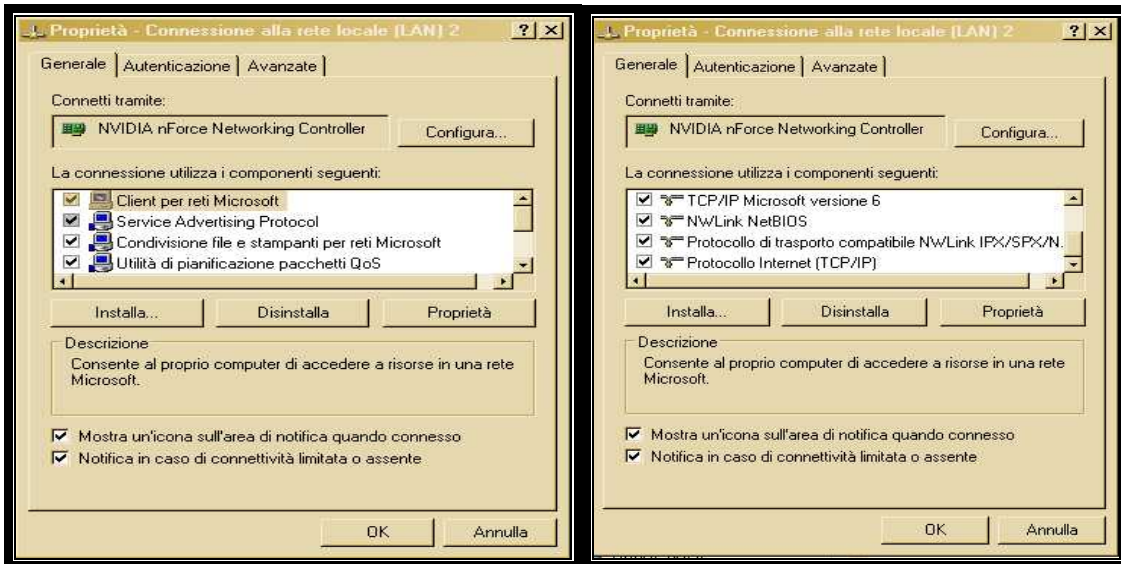 Proprietà - Connessione alla rete locale (LAN) 2
Generale
Autenticazione
Avanzate
Connetti tramite:
NVIDIA nForce Networking Controller
Configura...
La connessione utilizza i componenti seguenti:
Client per reti Microsoft
Service Advertising Protocol
Condivisione file e stampanti per reti Microsoft
Utilità di pianificazione pacchetti QoS
Installa...
Disinstalla
Proprietà
Descrizione
Consente al proprio computer di accedere a risorse in una rete
Microsoft.
Mostra un'icona sull'area di notifica quando connesso
Notifica in caso di connettività limitata o assente
OK
Annulla
Proprietà - Connessione alla rete locale (LAN) 2
Generale
Autenticazione
Avanzate
Connetti tramite:
NVIDIA nForce Networking Controller
Configura...
La connessione utilizza i componenti seguenti:
TCP/IP Microsoft versione 6
NWLink NetBIOS
Protocollo di trasporto compatibile NWLink IPX/SPX/N.
Protocollo Internet (TCP/IP)
Installa...
Disinstalla
Proprietà
Descrizione
Consente al proprio computer di accedere a risorse in una rete
Microsoft.
Mostra un'icona sull'area di notifica quando connesso
Notifica in caso di connettività limitata o assente
OK
Annulla